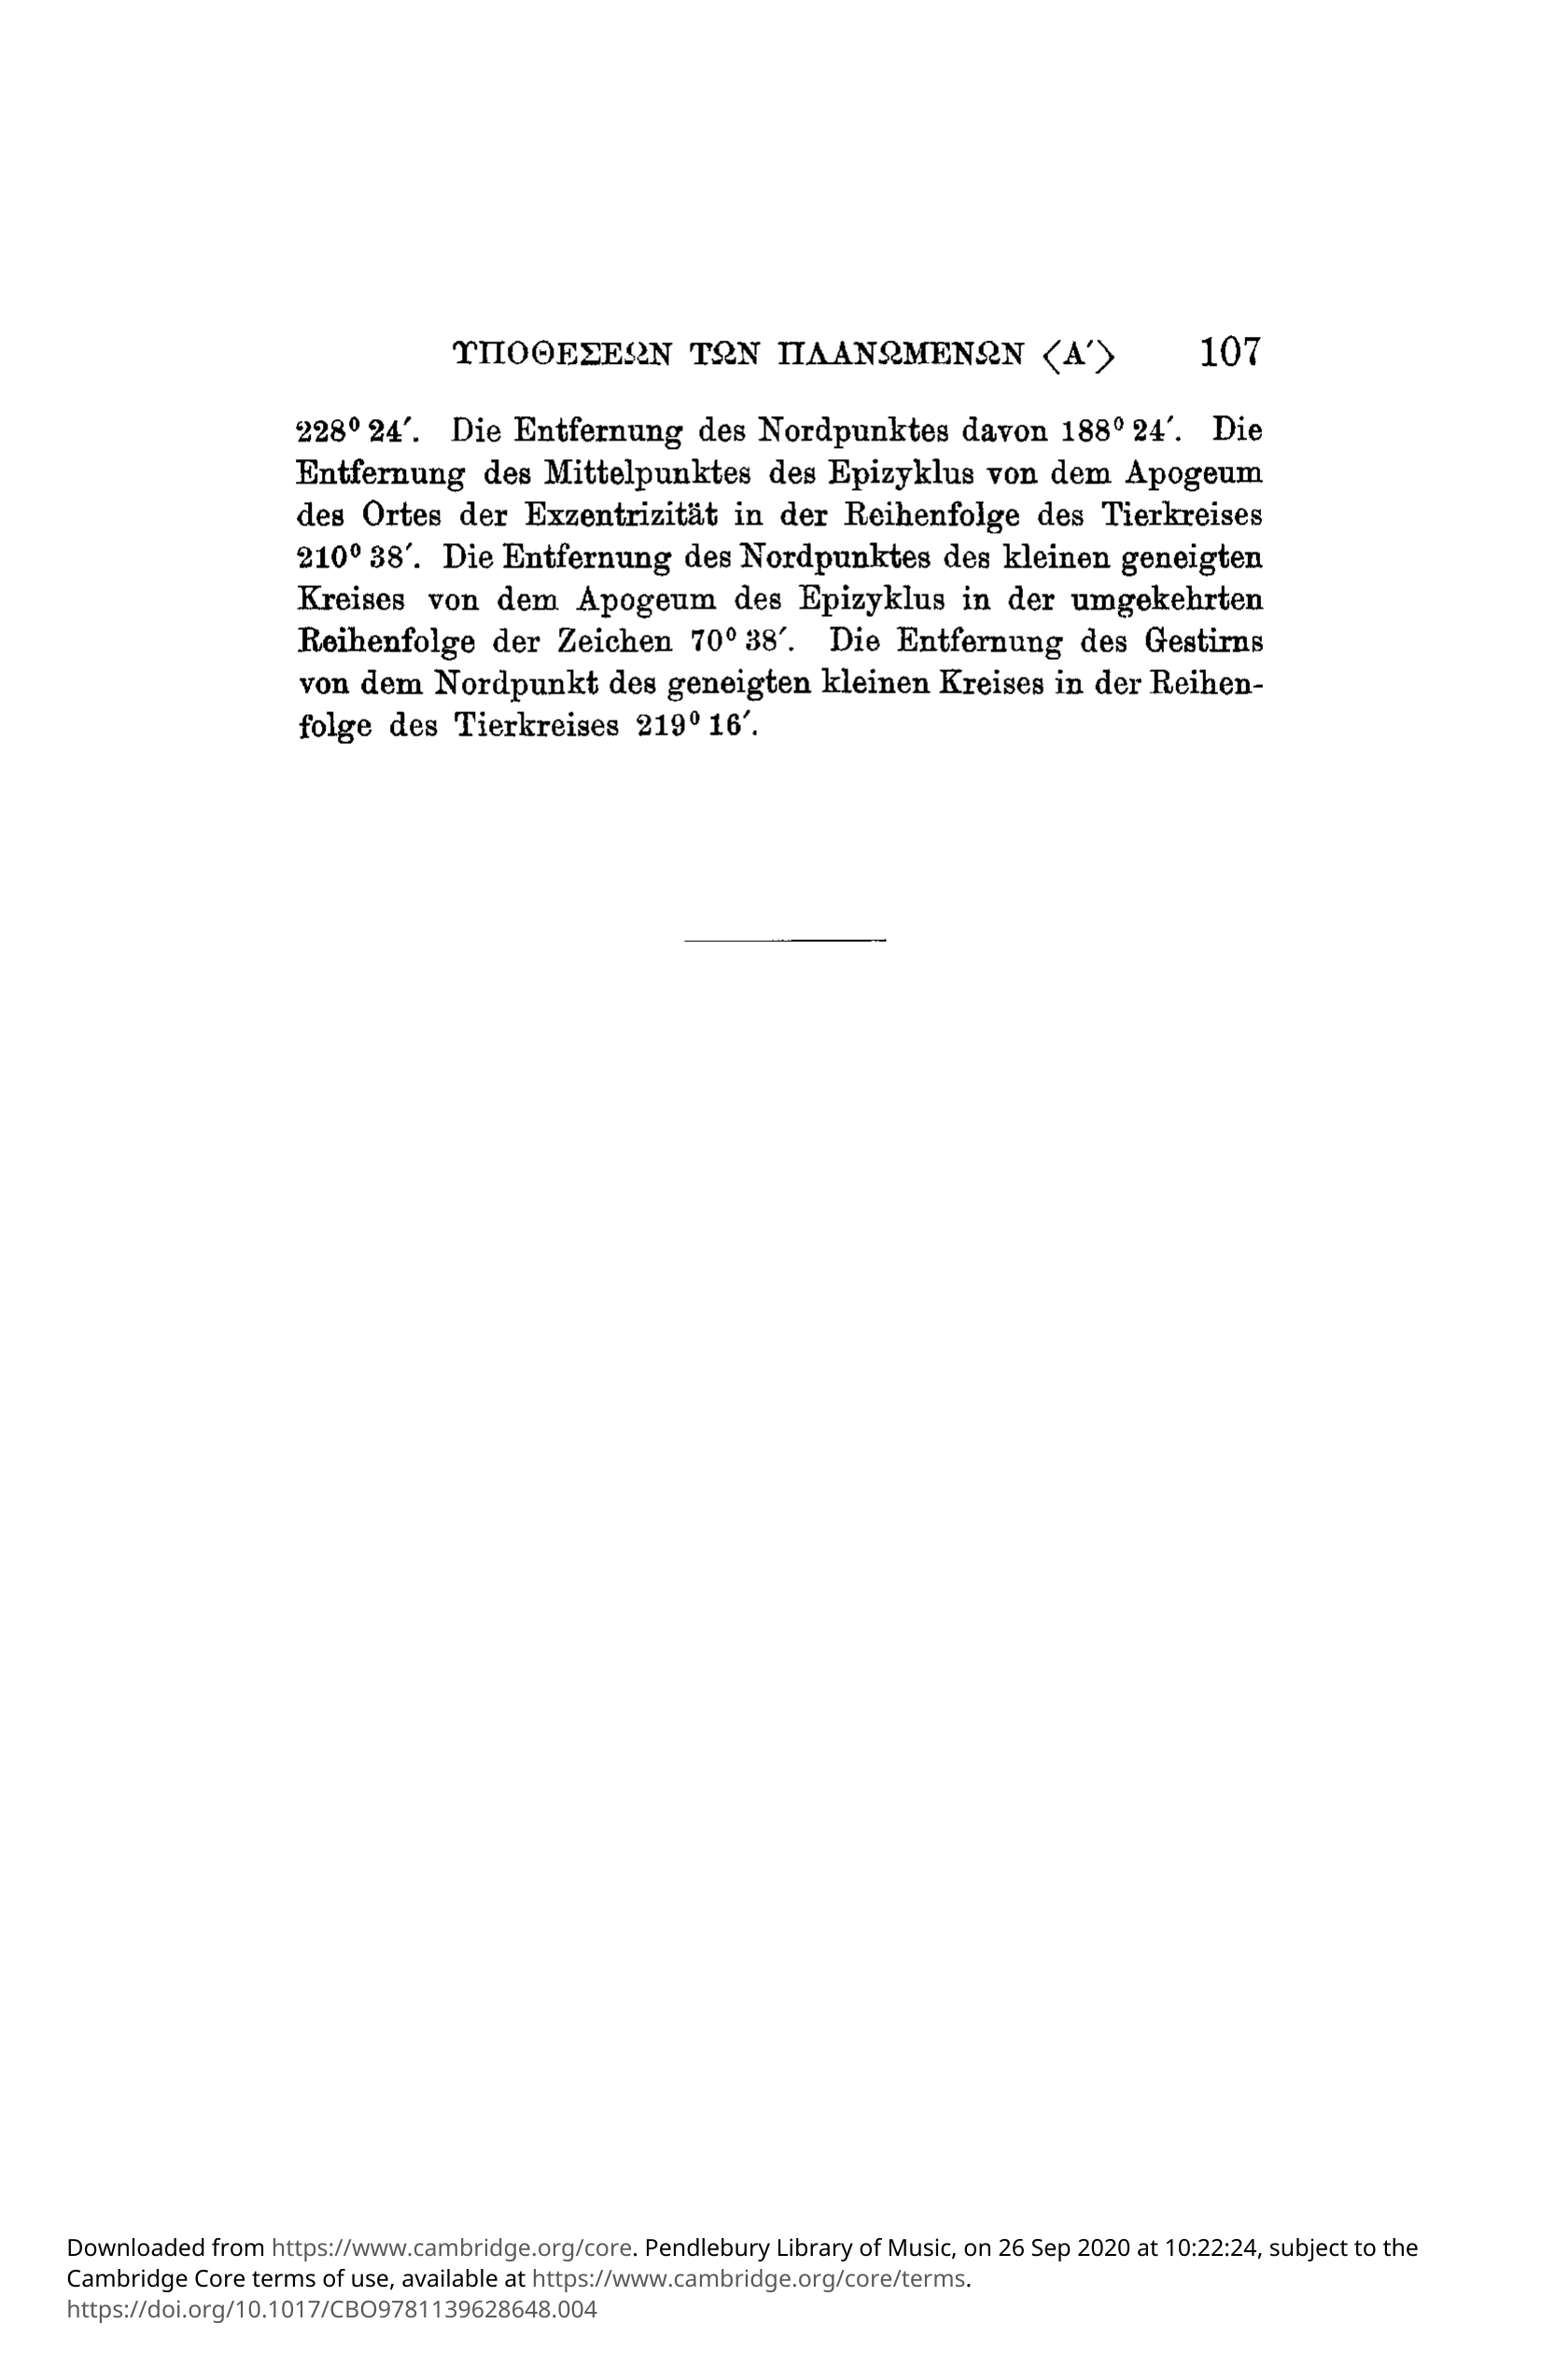 ΥΠΟΘΕΣΕΩΝ ΤΩΝ ΠΛΑΝΩΜΕΝΩΝ ⟨Α′⟩ 107
228⁰ 24′. Die Entfernung des Nordpunktes davon 188⁰ 24′. Die
Entfernung des Mittelpunktes des Epizyklus von dem Apogeum
des Ortes der Exzentrizität in der Reihenfolge des Tierkreises
210⁰ 38′. Die Entfernung des Nordpunktes des kleinen geneigten
Kreises von dem Apogeum des Epizyklus in der umgekehrten
Reihenfolge der Zeichen 70⁰ 38′. Die Entfernung des Gestirns
von dem Nordpunkt des geneigten kleinen Kreises in der Reihen-
folge des Tierkreises 219⁰ 16′.
Downloaded from https://www.cambridge.org/core. Pendlebury Library of Music, on 26 Sep 2020 at 10:22:24, subject to the
Cambridge Core terms of use, available at https://www.cambridge.org/core/terms.
https://doi.org/10.1017/CBO9781139628648.004